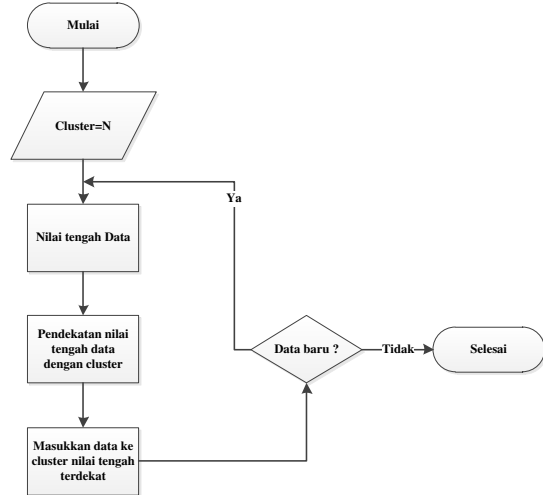 Mulai
Cluster=N
Ya
Nilai tengah Data
Pendekatan nilai
tengah data
dengan cluster
Data baru ?
Tidak
Selesai
Masukkan data ke
cluster nilai tengah
terdekat